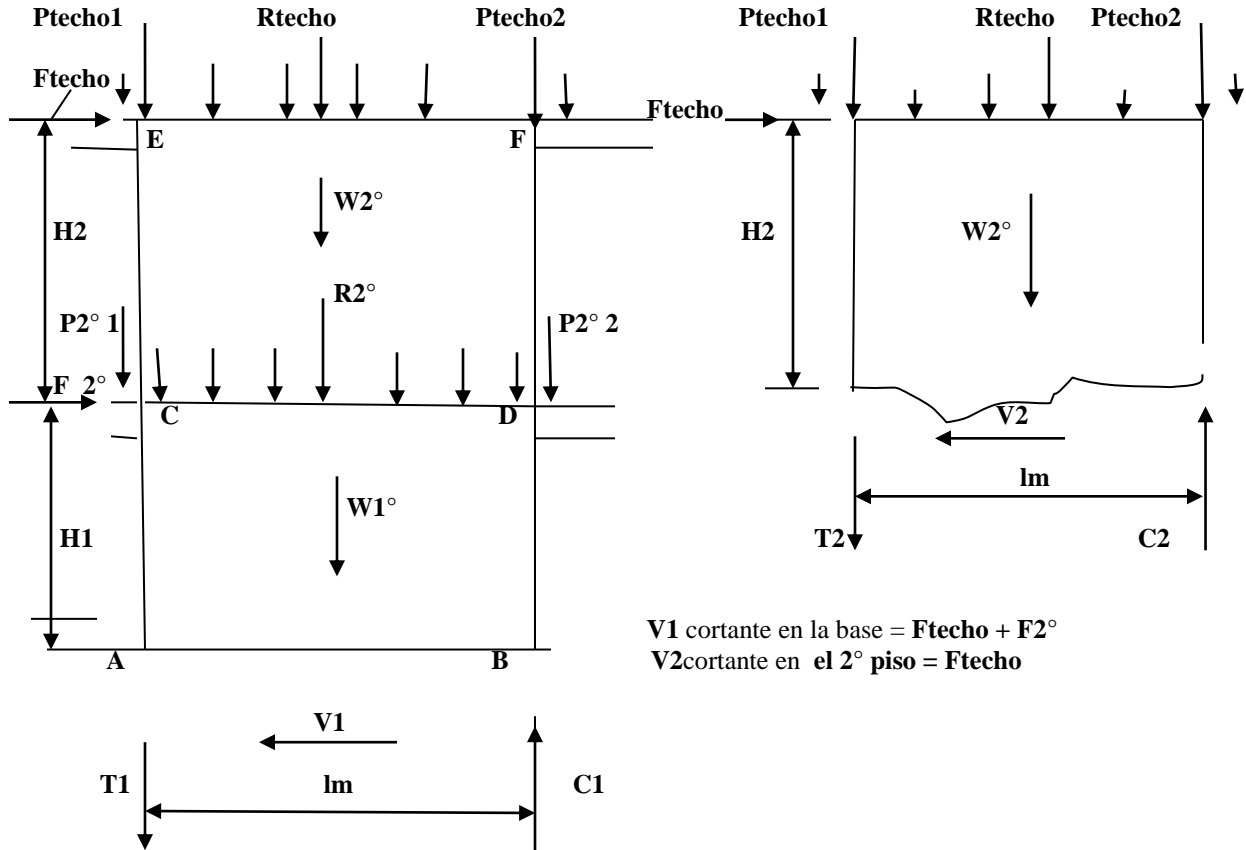 Ptecho1 Rtecho Ptecho2
Ftecho
E F
W2°
H2
R2°
P2° 1 P2° 2
F 2°
C D
W1°
H1
A B
V1
T1 lm C1
Ptecho1 Rtecho Ptecho2
Ftecho
H2 W2°
V2
lm
T2 C2
V1 cortante en la base = Ftecho + F2°
V2cortante en el 2° piso = Ftecho